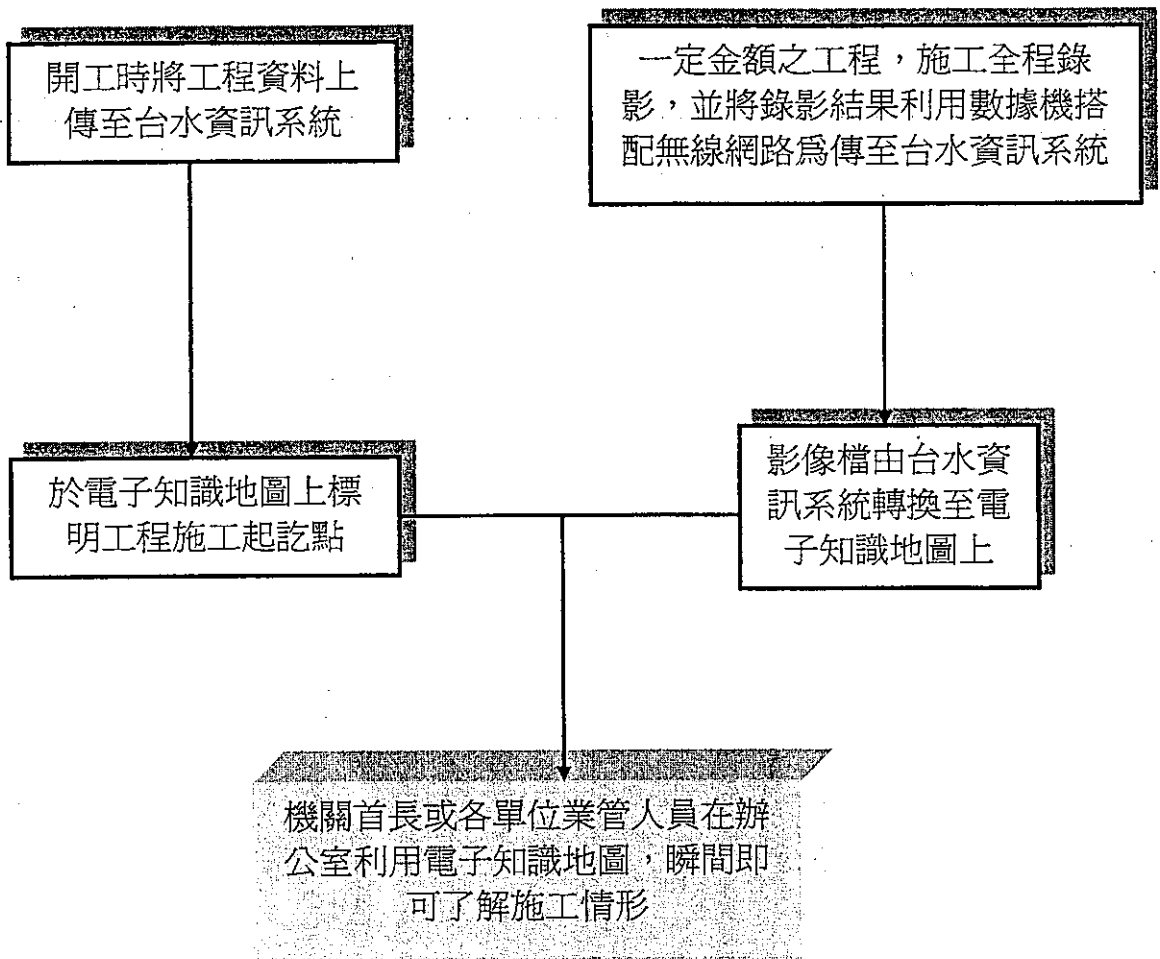 開工時將工程資料上
傳至台水資訊系統
一定金額之工程，施工全程錄
影，並將錄影結果利用數據機搭
配無線網路爲傳至台水資訊系統
於電子知識地圖上標
明工程施工起訖點
影像檔由台水資
訊系統轉換至電
子知識地圖上
機關首長或各單位業管人員在辦
公室利用電子知識地圖，瞬間即
可了解施工情形